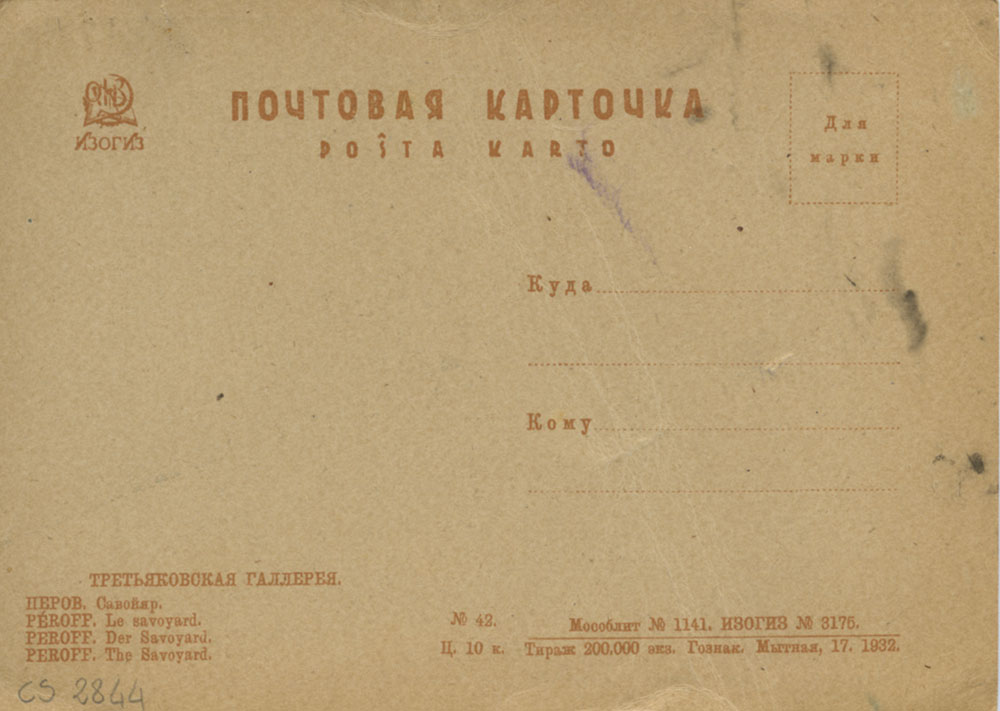 ИЗОГИЗ
ПОЧТОВАЯ КАРТОЧКА
POŜTA KARTO
Для
марки
Куда
Кому
ТРЕТЬЯКОВСКАЯ ГАЛЛЕРЕЯ.
ПЕРОВ. Савойяр.
PÉROFF. Le savoyard.
PEROFF. Der Savoyard.
PEROFF. The Savoyard.
№ 42.
Ц. 10 к.
Мособлит № 1141. ИЗОГИЗ № 3175.
Тираж 200.000 экз. Гознак. Мытная, 17. 1932.
CS 2844